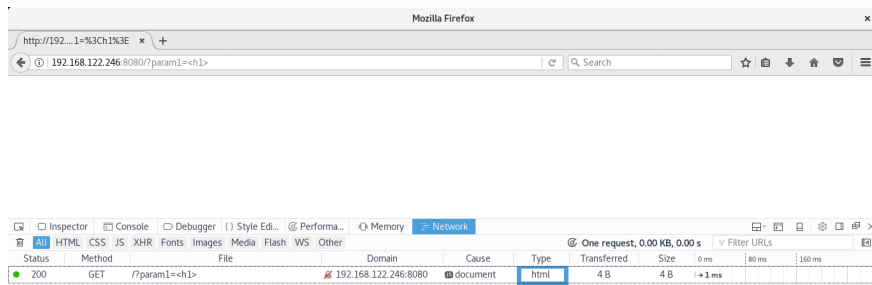 Mozilla Firefox
http://192....1=%3Ch1%3E
192.168.122.246:8080/?param1=<h1>
Search
Inspector Console Debugger {} Style Edi... Performa... Memory Network
All HTML CSS JS XHR Fonts Images Media Flash WS Other One request, 0.00 KB, 0.00 s Filter URLs
Status Method File Domain Cause Type Transferred Size 0 ms 80 ms 160 ms
200 GET /?param1=<h1> 192.168.122.246:8080 document html 4 B 4 B → 1 ms